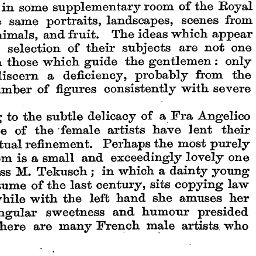 in some supplementary room of the Royal
same portraits, landscapes, scenes from
nimals, and fruit. The ideas which appear
selection of their subjects are not one
those which guide the gentlemen: only
liscern a deficiency, probably from the
mber of figures consistently with severe
g to the subtle delicacy of a Fra Angelico
e of the female artists have lent their
tual refinement. Perhaps the most purely
m is a small and exceedingly lovely one
ss M. Tekusch; in which a dainty young
ume of the last century, sits copying law
while with the left hand she amuses her
ngular sweetness and humour presided
here are many French male artists who